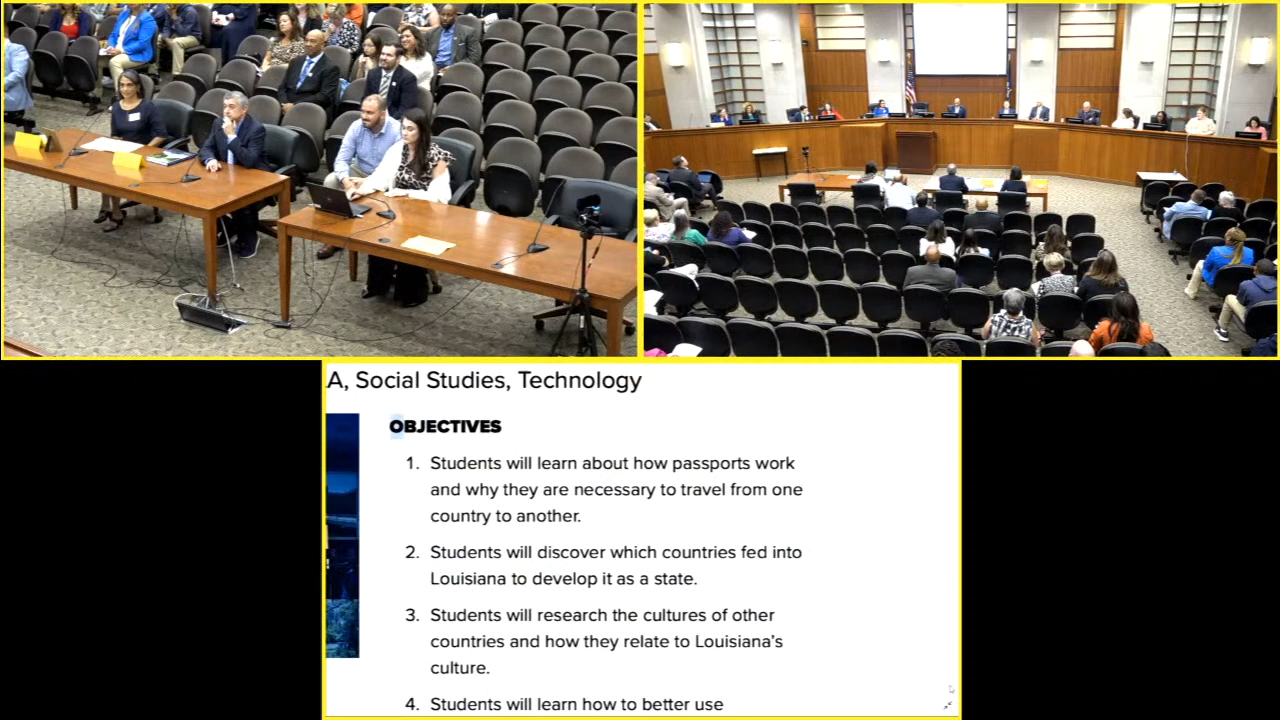 A, Social Studies, Technology
OBJECTIVES
1. Students will learn about how passports work
and why they are necessary to travel from one
country to another.
2. Students will discover which countries fed into
Louisiana to develop it as a state.
3. Students will research the cultures of other
countries and how they relate to Louisiana's
culture.
4. Students will learn how to better use